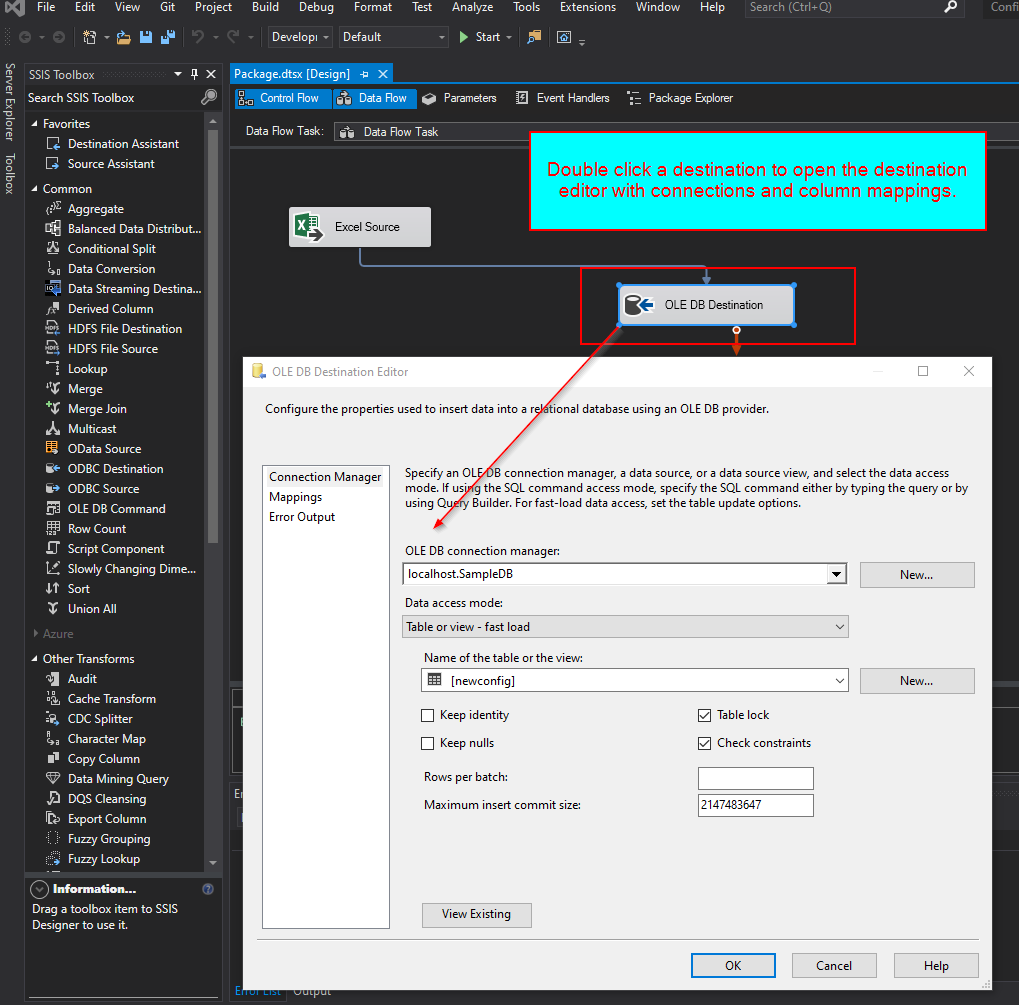 File Edit View Git Project Build Debug Format Test Analyze Tools Extensions Window Help Search (Ctrl+Q)
Develop Default Start
Server Explorer
Toolbox
SSIS Toolbox
Search SSIS Toolbox
Favorites
Destination Assistant
Source Assistant
Common
Aggregate
Balanced Data Distribut...
Conditional Split
Data Conversion
Data Streaming Destina...
Derived Column
HDFS File Destination
HDFS File Source
Lookup
Merge
Merge Join
Multicast
OData Source
ODBC Destination
ODBC Source
OLE DB Command
Row Count
Script Component
Slowly Changing Dime...
Sort
Union All
Azure
Other Transforms
Audit
Cache Transform
CDC Splitter
Character Map
Copy Column
Data Mining Query
DQS Cleansing
Export Column
Fuzzy Grouping
Fuzzy Lookup
Information...
Drag a toolbox item to SSIS
Designer to use it.
Package.dtsx [Design]
Control Flow Data Flow Parameters Event Handlers Package Explorer
Data Flow Task: Data Flow Task
Double click a destination to open the destination
editor with connections and column mappings.
Excel Source
OLE DB Destination
OLE DB Destination Editor
Configure the properties used to insert data into a relational database using an OLE DB provider.
Connection Manager
Mappings
Error Output
Specify an OLE DB connection manager, a data source, or a data source view, and select the data access
mode. If using the SQL command access mode, specify the SQL command either by typing the query or by
using Query Builder. For fast-load data access, set the table update options.
OLE DB connection manager:
localhost.SampleDB New...
Data access mode:
Table or view - fast load
Name of the table or the view:
[newconfig] New...
Keep identity Table lock
Keep nulls Check constraints
Rows per batch:
Maximum insert commit size: 2147483647
View Existing
OK Cancel Help
Error List Output